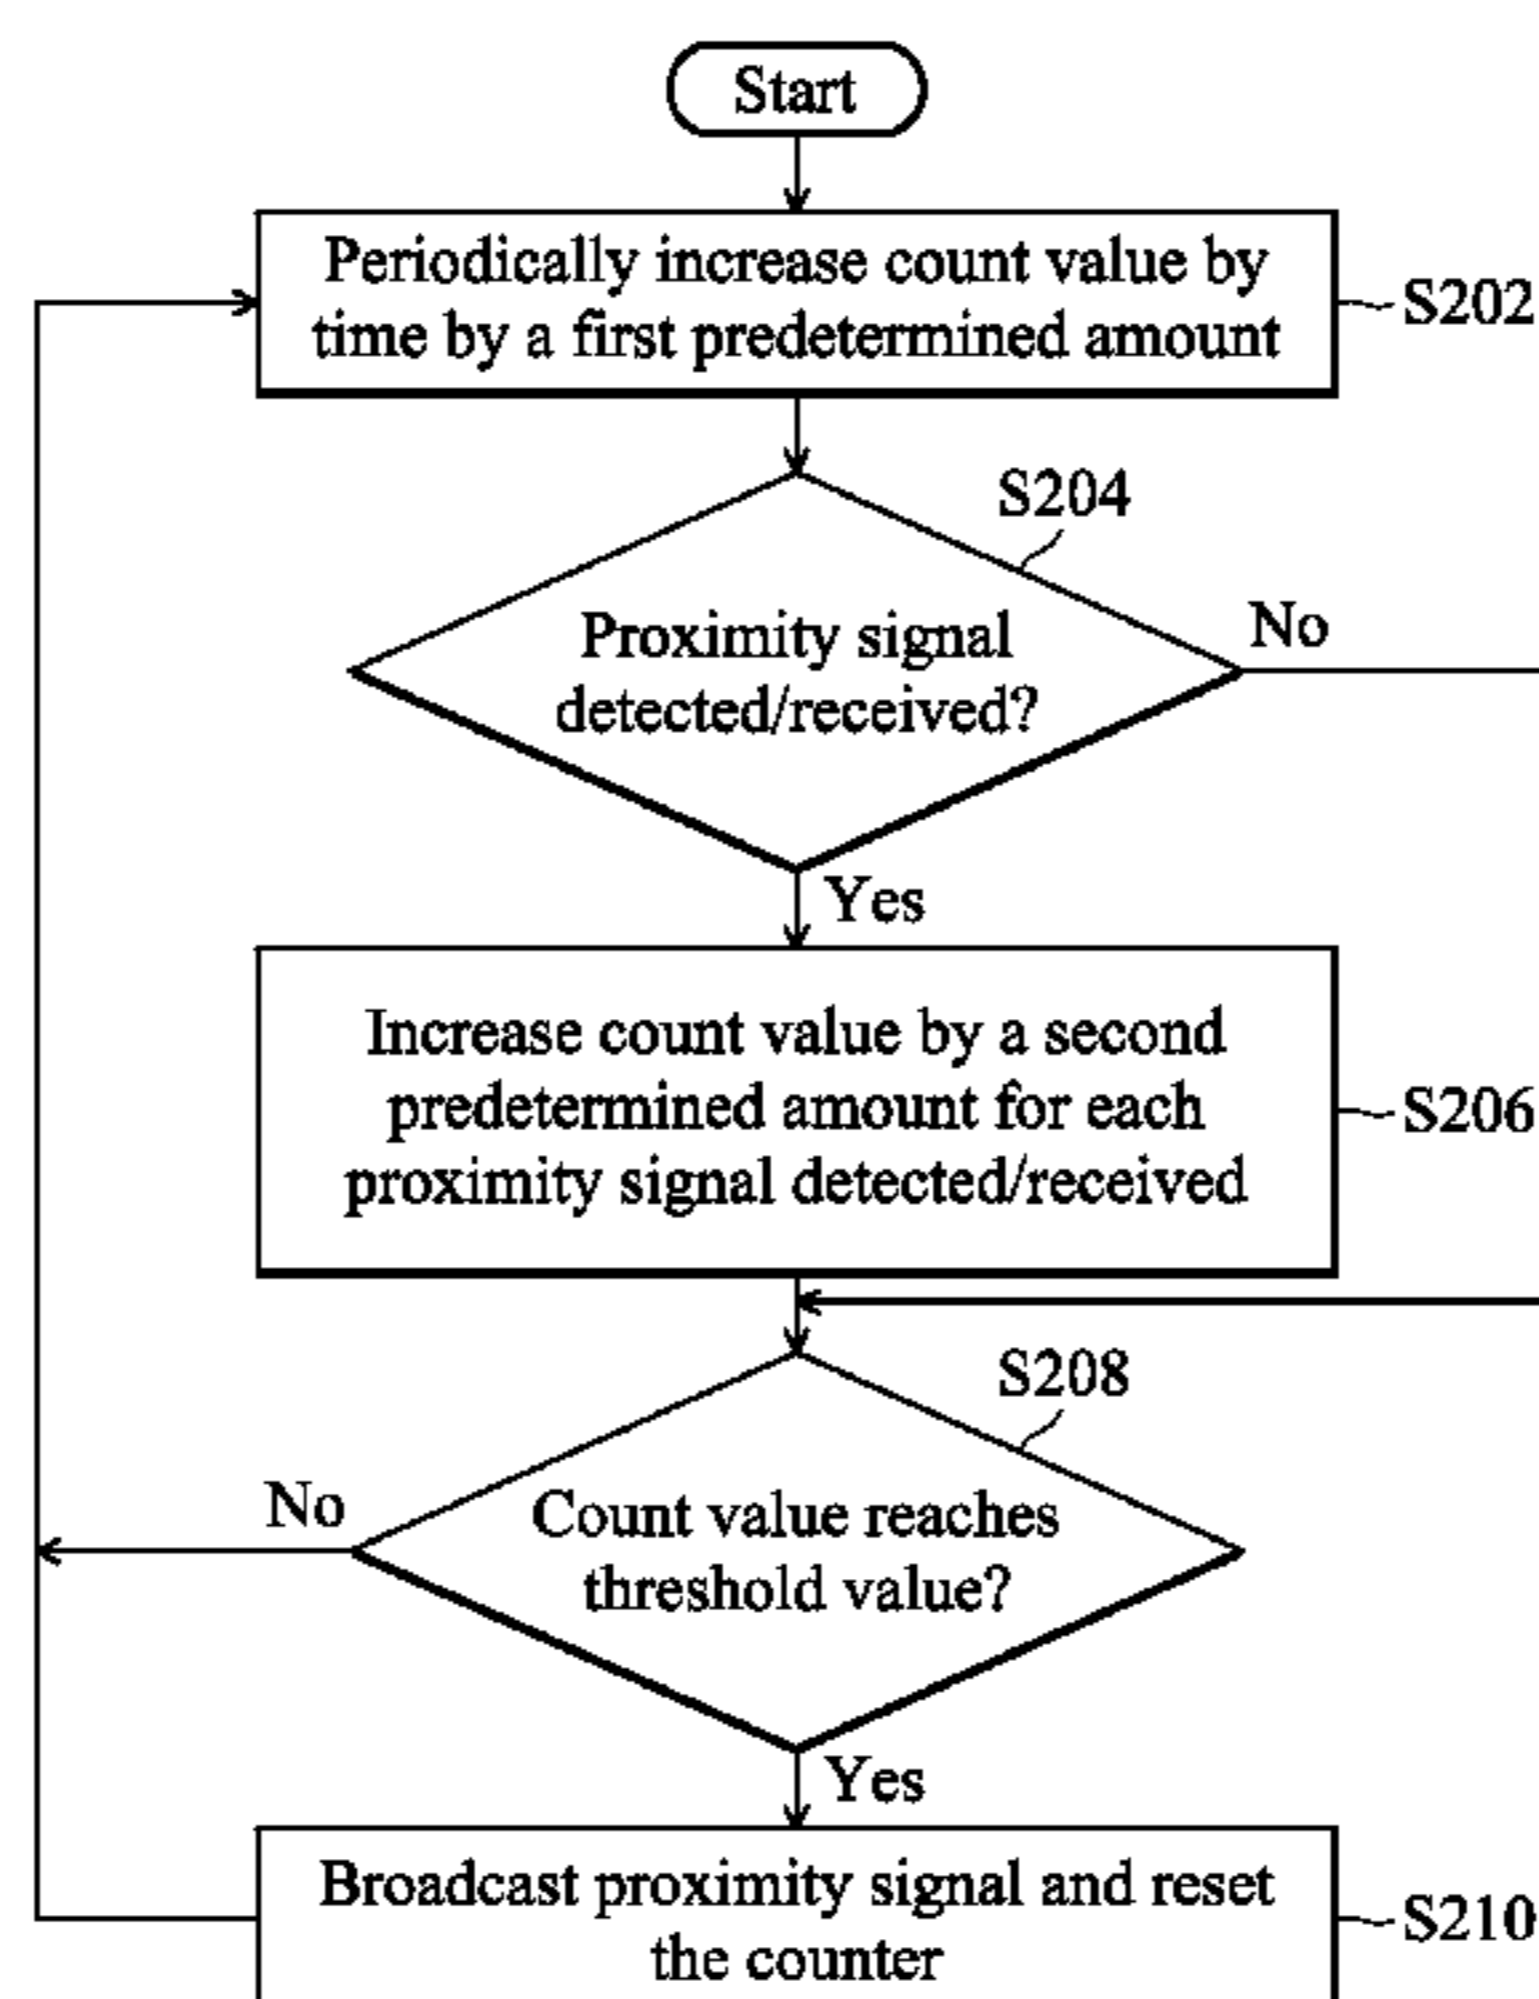 Start
Periodically increase count value by
time by a first predetermined amount
S202
S204
Proximity signal
detected/received?
No
Yes
Increase count value by a second
predetermined amount for each
proximity signal detected/received
S206
S208
Count value reaches
threshold value?
No
Yes
Broadcast proximity signal and reset
the counter
S210